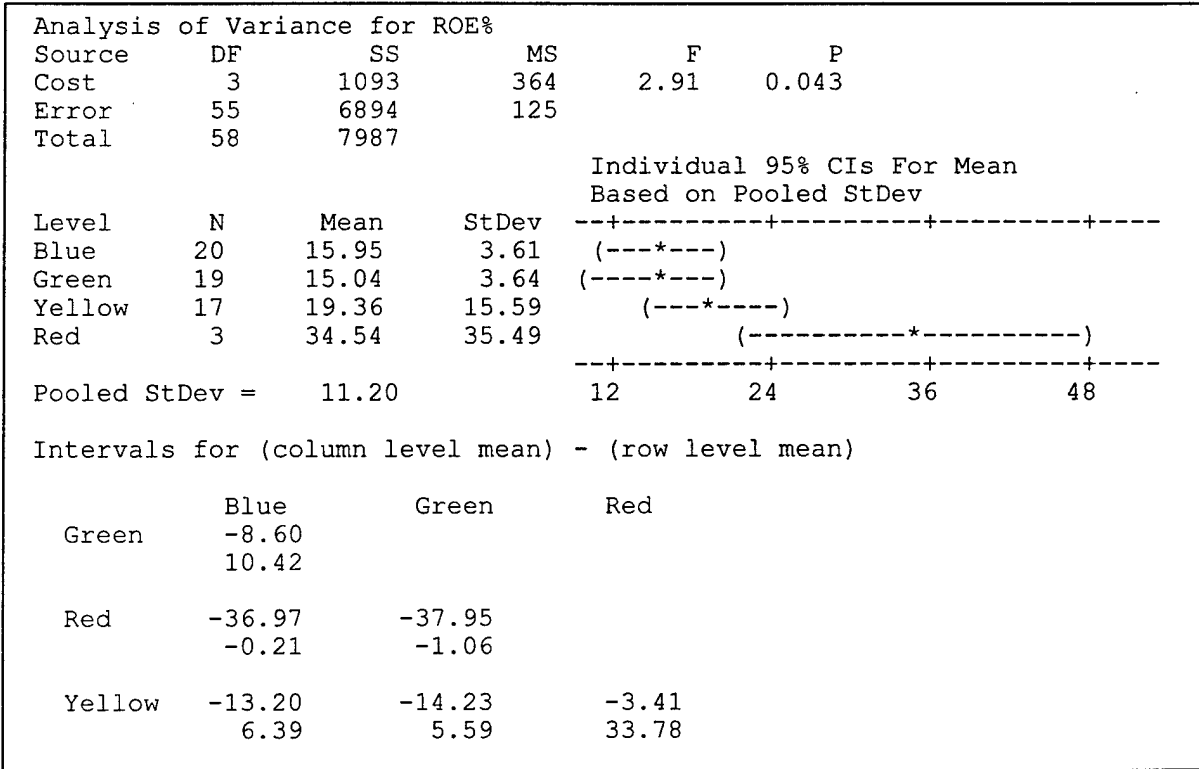 Analysis of Variance for ROE%
Source     DF        SS        MS         F        P
Cost        3      1093       364      2.91    0.043
Error      55      6894       125
Total      58      7987
                                   Individual 95% CIs For Mean
                                   Based on Pooled StDev
Level      N      Mean     StDev  --+---------+---------+---------+----
Blue      20     15.95      3.61   (---*---)
Green     19     15.04      3.64  (----*---)
Yellow    17     19.36     15.59      (---*----)
Red        3     34.54     35.49            (----------*----------)
                                  --+---------+---------+---------+----
Pooled StDev =    11.20            12        24        36        48
Intervals for (column level mean) - (row level mean)
            Blue        Green       Red
  Green     -8.60
            10.42
  Red      -36.97      -37.95
            -0.21       -1.06
  Yellow   -13.20      -14.23      -3.41
             6.39        5.59      33.78